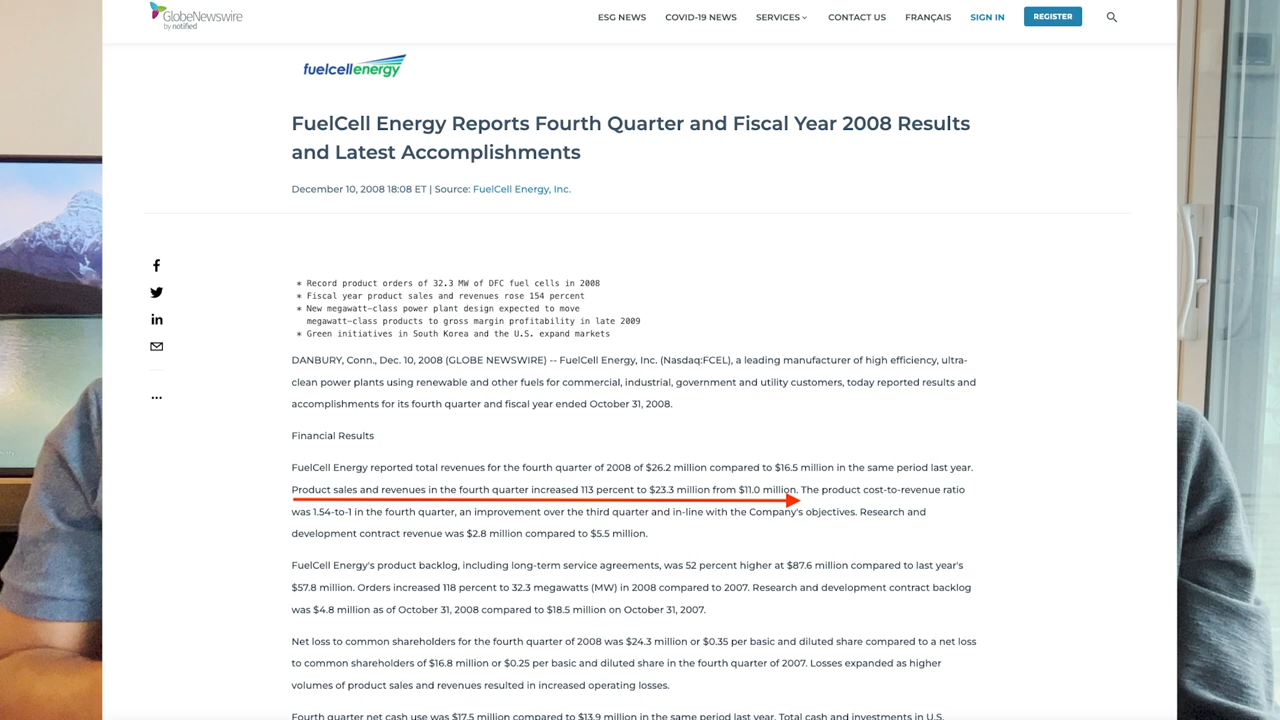 GlobeNewswire
by notified
ESG NEWS COVID-19 NEWS SERVICES CONTACT US FRANÇAIS SIGN IN REGISTER
fuelcellenergy
FuelCell Energy Reports Fourth Quarter and Fiscal Year 2008 Results
and Latest Accomplishments
December 10, 2008 18:08 ET | Source: FuelCell Energy, Inc.
* Record product orders of 32.3 MW of DFC fuel cells in 2008
* Fiscal year product sales and revenues rose 154 percent
* New megawatt-class power plant design expected to move
megawatt-class products to gross margin profitability in late 2009
* Green initiatives in South Korea and the U.S. expand markets
DANBURY, Conn., Dec. 10, 2008 (GLOBE NEWSWIRE) -- FuelCell Energy, Inc. (Nasdaq:FCEL), a leading manufacturer of high efficiency, ultra-
clean power plants using renewable and other fuels for commercial, industrial, government and utility customers, today reported results and
accomplishments for its fourth quarter and fiscal year ended October 31, 2008.
Financial Results
FuelCell Energy reported total revenues for the fourth quarter of 2008 of $26.2 million compared to $16.5 million in the same period last year.
Product sales and revenues in the fourth quarter increased 113 percent to $23.3 million from $11.0 million. The product cost-to-revenue ratio
was 1.54-to-1 in the fourth quarter, an improvement over the third quarter and in-line with the Company's objectives. Research and
development contract revenue was $2.8 million compared to $5.5 million.
FuelCell Energy's product backlog, including long-term service agreements, was 52 percent higher at $87.6 million compared to last year's
$57.8 million. Orders increased 118 percent to 32.3 megawatts (MW) in 2008 compared to 2007. Research and development contract backlog
was $4.8 million as of October 31, 2008 compared to $18.5 million on October 31, 2007.
Net loss to common shareholders for the fourth quarter of 2008 was $24.3 million or $0.35 per basic and diluted share compared to a net loss
to common shareholders of $16.8 million or $0.25 per basic and diluted share in the fourth quarter of 2007. Losses expanded as higher
volumes of product sales and revenues resulted in increased operating losses.
Fourth quarter net cash use was $17.5 million compared to $13.9 million in the same period last year. Total cash and investments in U.S.